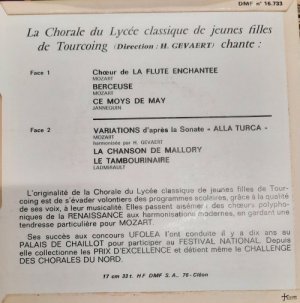 DMF n° 16.733
La Chorale du Lycée classique de jeunes filles
de Tourcoing (Direction : H. GEVAERT) chante :
Face 1 Chœur de LA FLUTE ENCHANTEE
MOZART
BERCEUSE
MOZART
CE MOYS DE MAY
JANNEQUIN
Face 2 VARIATIONS d'après la Sonate « ALLA TURCA »
MOZART
harmonisée par H. GEVAERT
LA CHANSON DE MALLORY
LE TAMBOURINAIRE
LADMIRAULT
L'originalité de la Chorale du Lycée classique de jeunes filles de Tour-
coing est de s'évader volontiers des programmes scolaires, grâce à la qualité
de ses voix, à leur musicalité. Elles passent aisément des chœurs polypho-
niques de la RENAISSANCE aux harmonisations modernes, en gardant une
tendresse particulière pour MOZART.
Ses succès aux concours UFOLEA l'ont conduite il y a dix ans au
PALAIS DE CHAILLOT pour participer au FESTIVAL NATIONAL. Depuis
elle collectionne les PRIX D'EXCELLENCE et détient même le CHALLENGE
DES CHORALES DU NORD.
17 cm 33 t. HF DMF S.A. 76 - Cléon